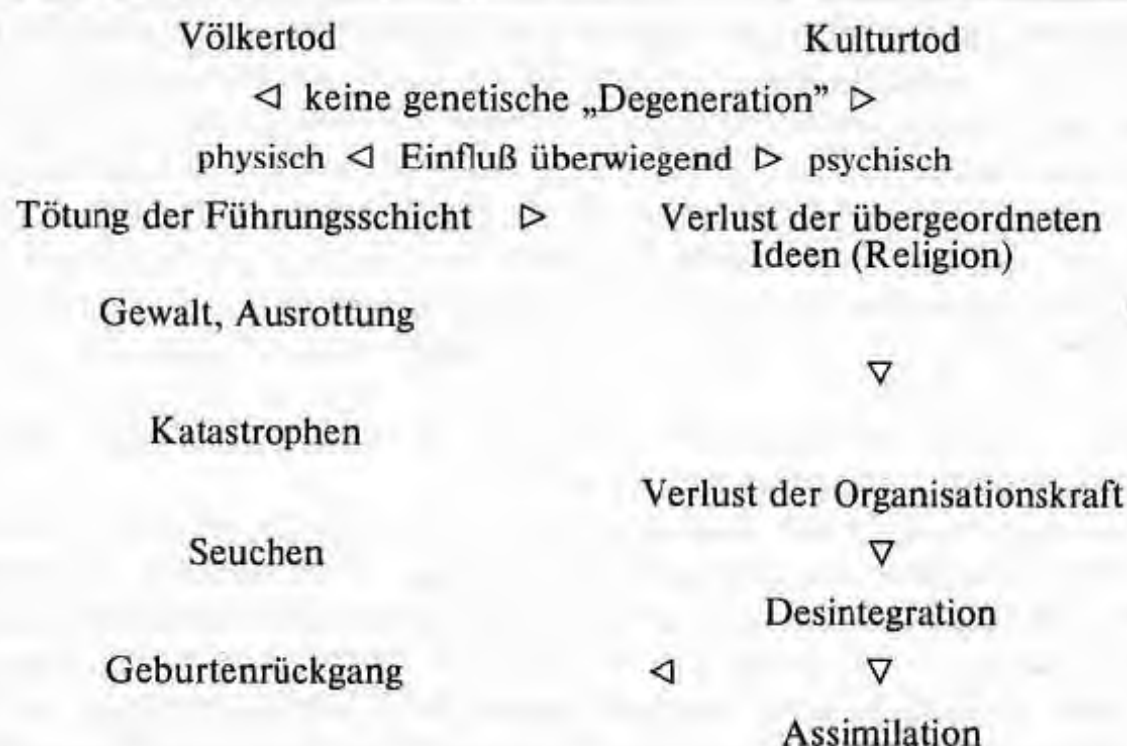 Völkertod Kulturtod
◁ keine genetische „Degeneration” ▷
physisch ◁ Einfluß überwiegend ▷ psychisch
Tötung der Führungsschicht ▷ Verlust der übergeordneten
Ideen (Religion)
Gewalt, Ausrottung
▽
Katastrophen
Verlust der Organisationskraft
Seuchen ▽
Desintegration
Geburtenrückgang ◁ ▽
Assimilation